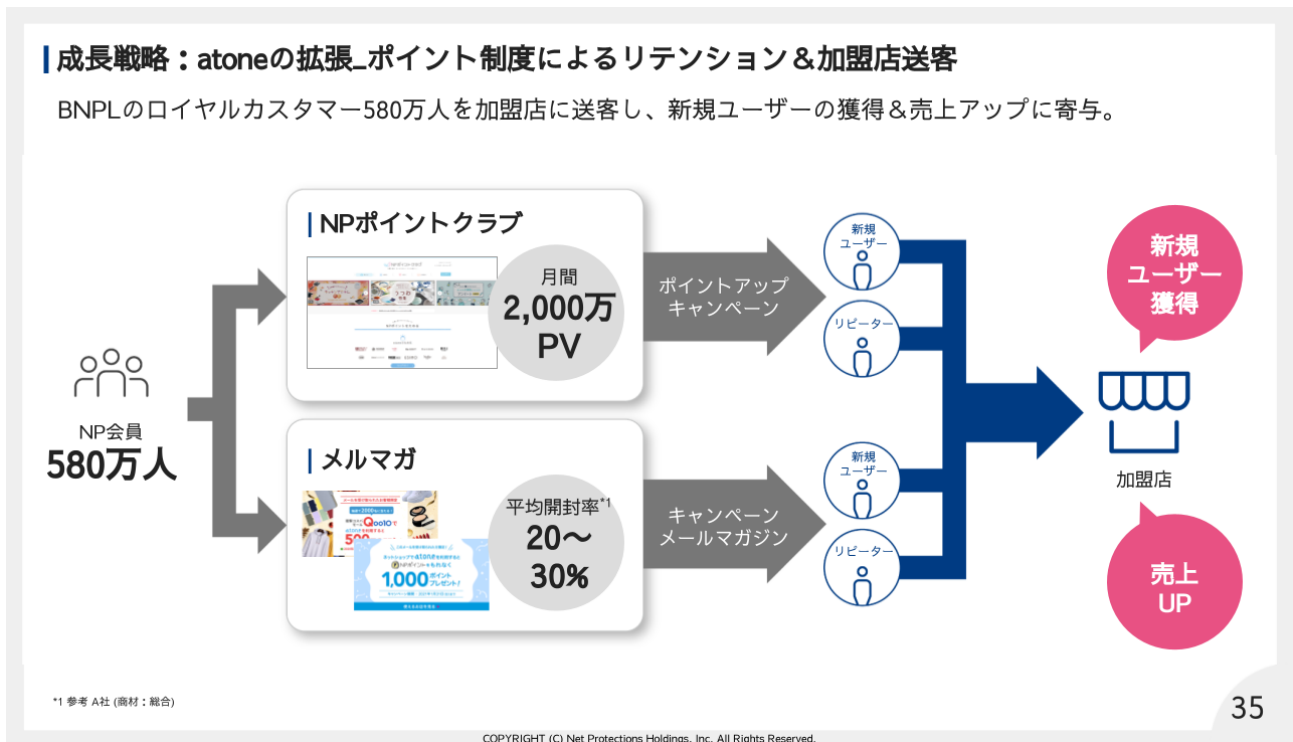 成長戦略：atoneの拡張_ポイント制度によるリテンション＆加盟店送客
BNPLのロイヤルカスタマー580万人を加盟店に送客し、新規ユーザーの獲得＆売上アップに寄与。
NP会員
580万人
NPポイントクラブ
月間
2,000万
PV
ポイントアップ
キャンペーン
新規
ユーザー
リピーター
メルマガ
Qoo10で
1,000ポイント
プレゼント！
平均開封率*1
20〜
30%
キャンペーン
メールマガジン
新規
ユーザー
リピーター
新規
ユーザー
獲得
加盟店
売上
UP
*1 参考 A社 (商材：総合)
35
COPYRIGHT (C) Net Protections Holdings, Inc. All Rights Reserved.